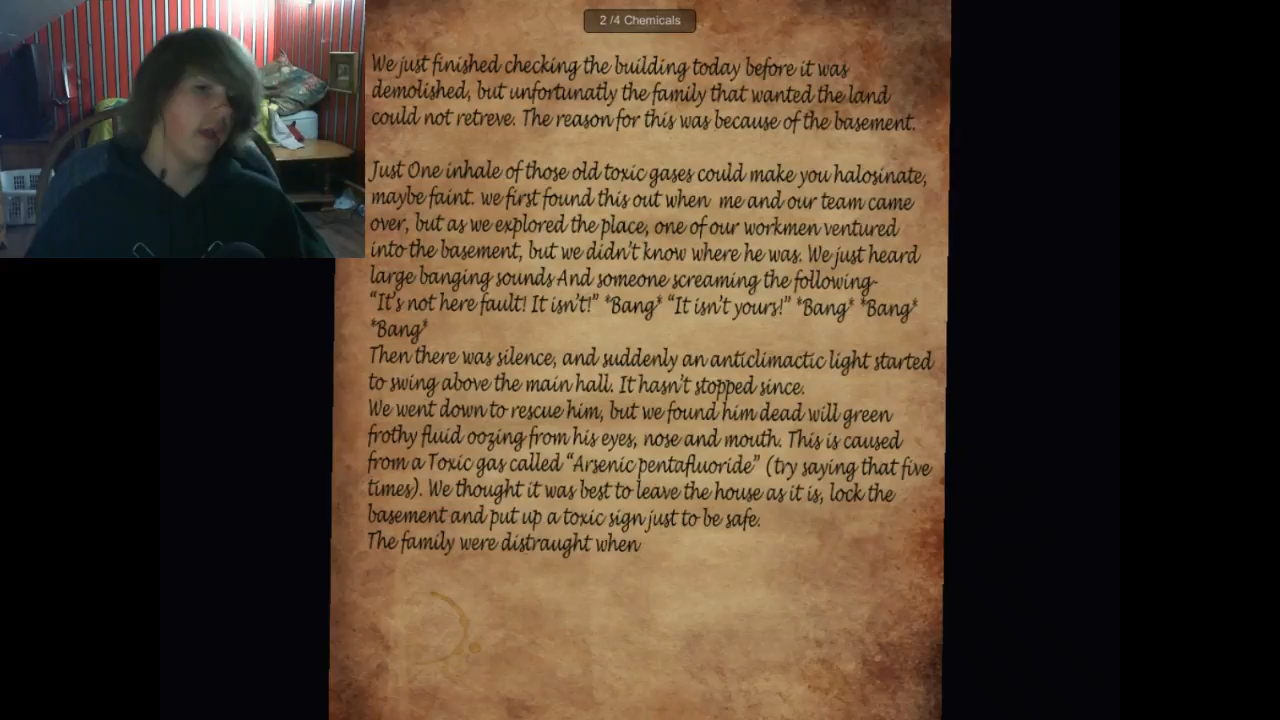 2 /4 Chemicals
We just finished checking the building today before it was
demolished, but unfortunatly the family that wanted the land
could not retreve. The reason for this was because of the basement.
Just One inhale of those old toxic gases could make you halosinate,
maybe faint. we first found this out when me and our team came
over, but as we explored the place, one of our workmen ventured
into the basement, but we didn't know where he was. We just heard
large banging sounds And someone screaming the following-
“It's not here fault! It isn't!” *Bang* “It isn't yours!” *Bang* *Bang*
*Bang*
Then there was silence, and suddenly an anticlimactic light started
to swing above the main hall. It hasn't stopped since.
We went down to rescue him, but we found him dead will green
frothy fluid oozing from his eyes, nose and mouth. This is caused
from a Toxic gas called “Arsenic pentafluoride” (try saying that five
times). We thought it was best to leave the house as it is, lock the
basement and put up a toxic sign just to be safe.
The family were distraught when